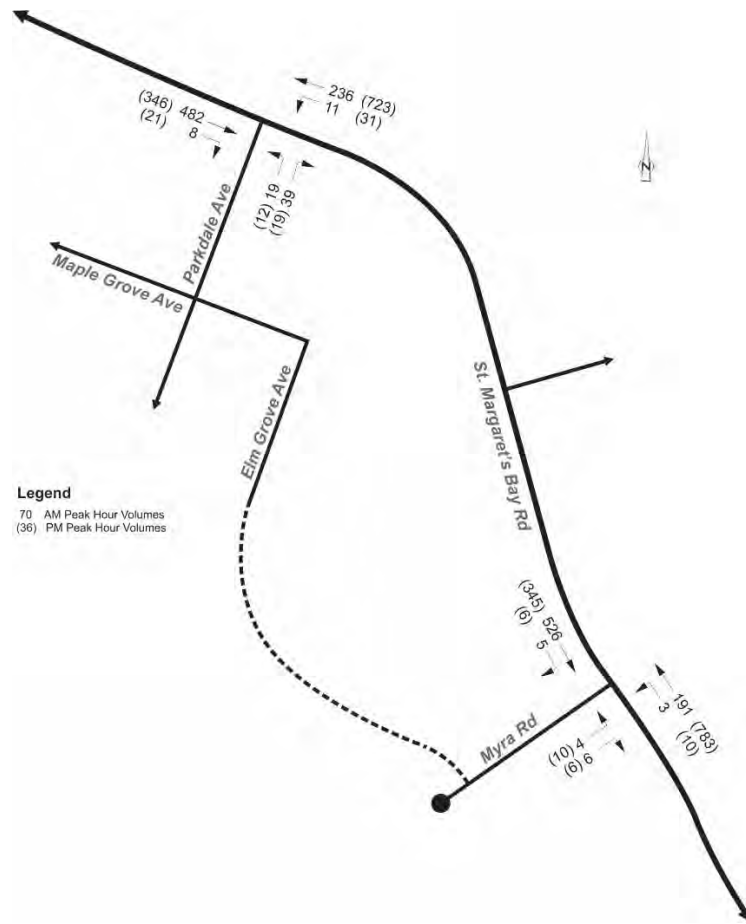 236 (723)
11 (31)
(346) 482
(21) 8
N
(12) 19
(19) 39
Parkdale Ave
Maple Grove Ave
Elm Grove Ave
St. Margaret's Bay Rd
Legend
70 AM Peak Hour Volumes
(36) PM Peak Hour Volumes
(345) 526
(6) 5
191 (783)
3 (10)
Myra Rd
(10) 4
(6) 6